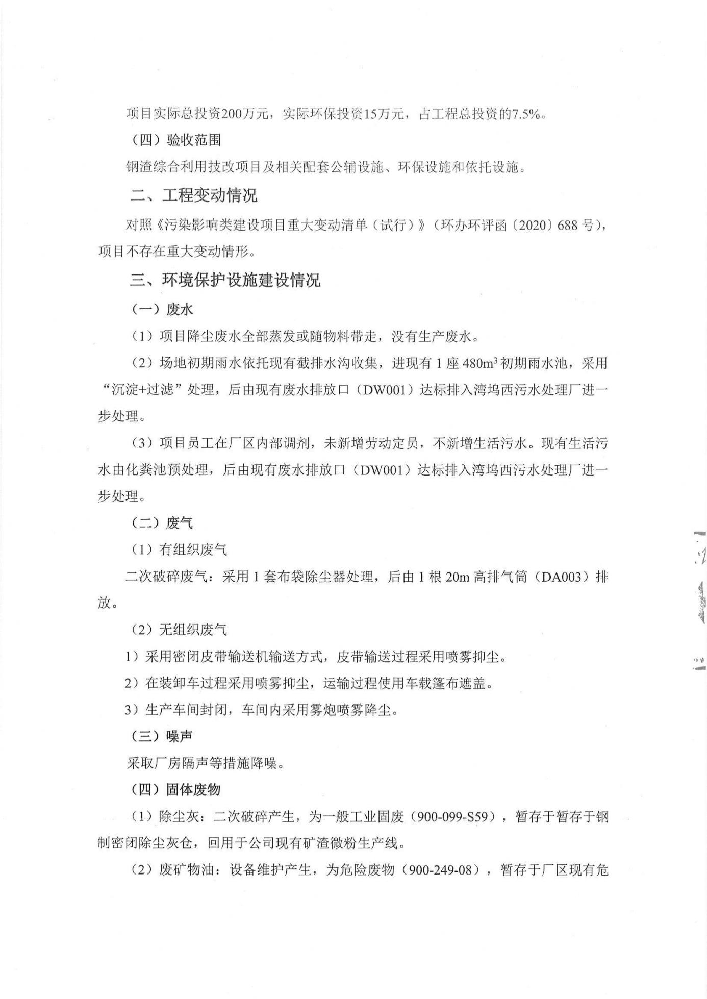 项目实际总投资200万元，实际环保投资15万元，占工程总投资的7.5%。
（四）验收范围
钢渣综合利用技改项目及相关配套公辅设施、环保设施和依托设施。
二、工程变动情况
对照《污染影响类建设项目重大变动清单（试行）》（环办环评函〔2020〕688 号），
项目不存在重大变动情形。
三、环境保护设施建设情况
（一）废水
（1）项目降尘废水全部蒸发或随物料带走，没有生产废水。
（2）场地初期雨水依托现有截排水沟收集，进现有 1 座 480m³ 初期雨水池，采用
“沉淀+过滤”处理，后由现有废水排放口（DW001）达标排入湾坞西污水处理厂进一
步处理。
（3）项目员工在厂区内部调剂，未新增劳动定员，不新增生活污水。现有生活污
水由化粪池预处理，后由现有废水排放口（DW001）达标排入湾坞西污水处理厂进一
步处理。
（二）废气
（1）有组织废气
二次破碎废气：采用 1 套布袋除尘器处理，后由 1 根 20m 高排气筒（DA003）排
放。
（2）无组织废气
1）采用密闭皮带输送机输送方式，皮带输送过程采用喷雾抑尘。
2）在装卸车过程采用喷雾抑尘，运输过程使用车载篷布遮盖。
3）生产车间封闭，车间内采用雾炮喷雾降尘。
（三）噪声
采取厂房隔声等措施降噪。
（四）固体废物
（1）除尘灰：二次破碎产生，为一般工业固废（900-099-S59），暂存于暂存于钢
制密闭除尘灰仓，回用于公司现有矿渣微粉生产线。
（2）废矿物油：设备维护产生，为危险废物（900-249-08），暂存于厂区现有危